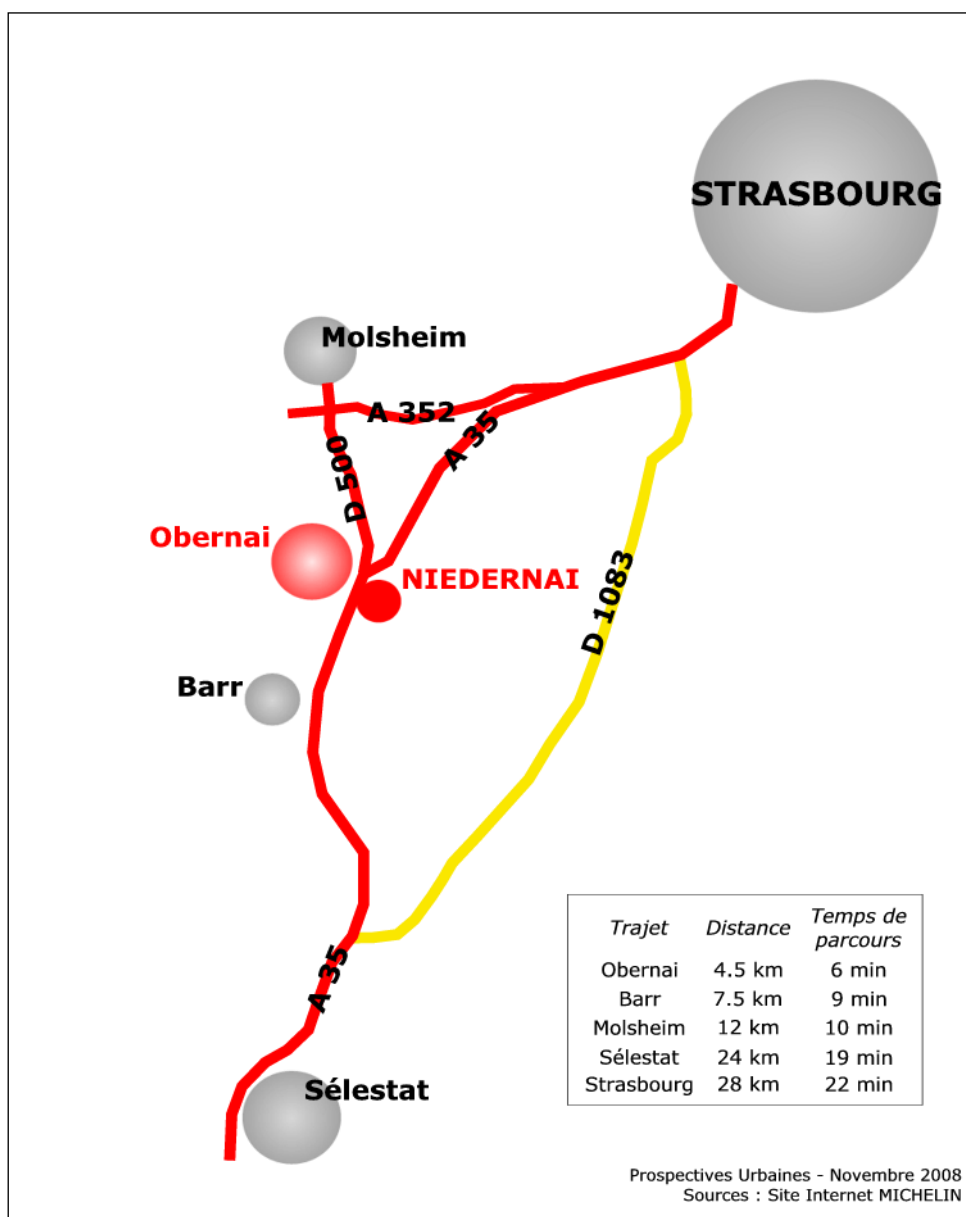 STRASBOURG
Molsheim
A 352
A 35
D 500
Obernai
NIEDERNAI
D 1083
Barr
Trajet Distance Temps de parcours
Obernai 4.5 km 6 min
Barr 7.5 km 9 min
Molsheim 12 km 10 min
Sélestat 24 km 19 min
Strasbourg 28 km 22 min
A 35
Sélestat
Prospectives Urbaines - Novembre 2008
Sources : Site Internet MICHELIN